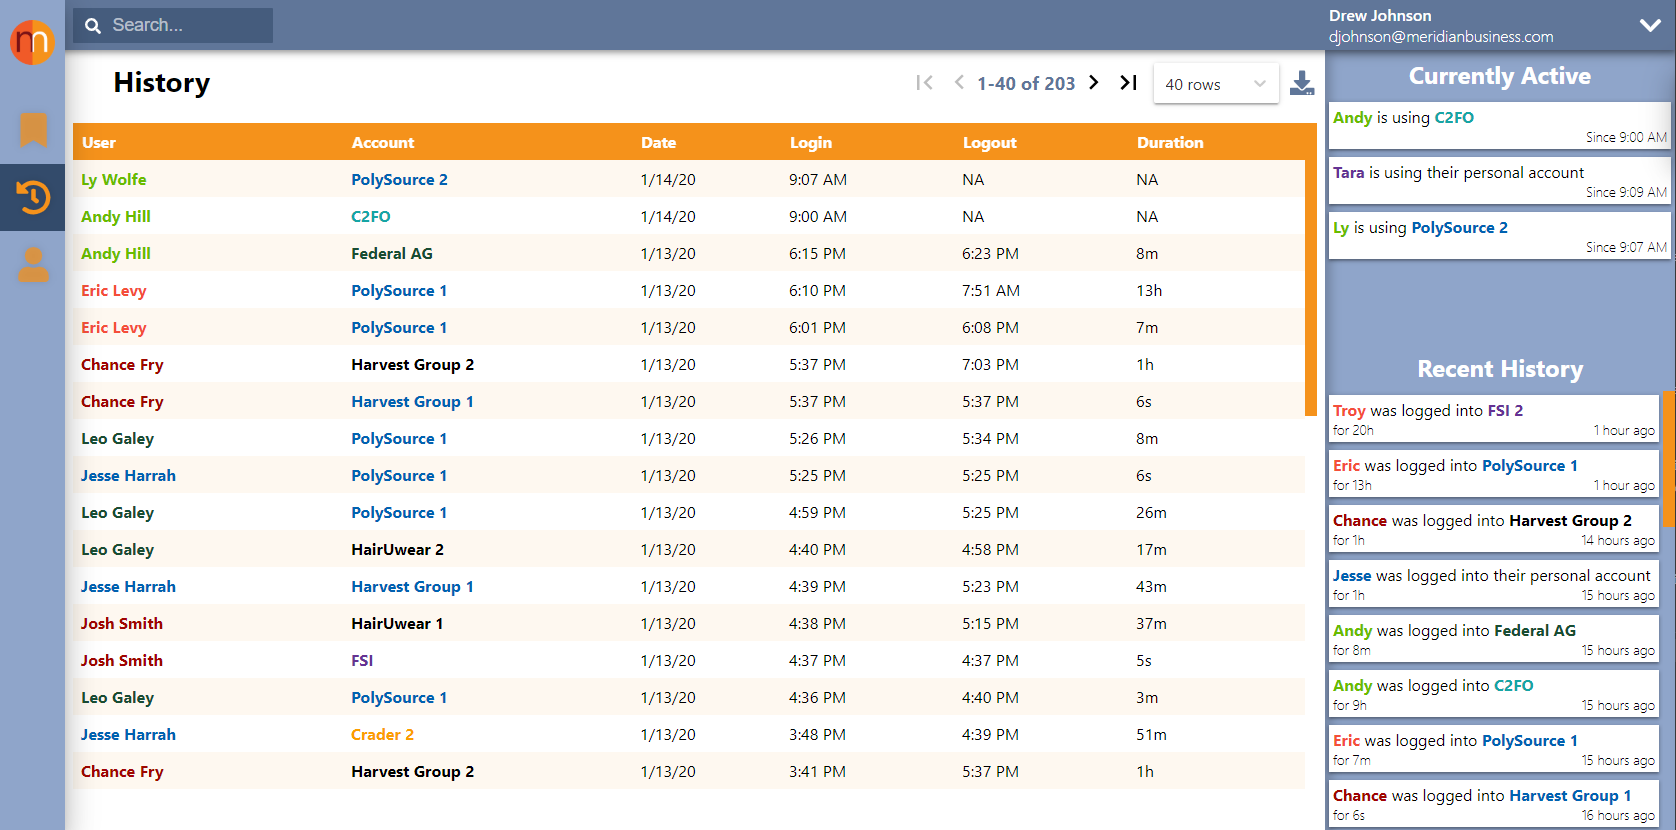 m
Search...
Drew Johnson
djohnson@meridianbusiness.com
History
1-40 of 203
40 rows
User Account Date Login Logout Duration
Ly Wolfe PolySource 2 1/14/20 9:07 AM NA NA
Andy Hill C2FO 1/14/20 9:00 AM NA NA
Andy Hill Federal AG 1/13/20 6:15 PM 6:23 PM 8m
Eric Levy PolySource 1 1/13/20 6:10 PM 7:51 AM 13h
Eric Levy PolySource 1 1/13/20 6:01 PM 6:08 PM 7m
Chance Fry Harvest Group 2 1/13/20 5:37 PM 7:03 PM 1h
Chance Fry Harvest Group 1 1/13/20 5:37 PM 5:37 PM 6s
Leo Galey PolySource 1 1/13/20 5:26 PM 5:34 PM 8m
Jesse Harrah PolySource 1 1/13/20 5:25 PM 5:25 PM 6s
Leo Galey PolySource 1 1/13/20 4:59 PM 5:25 PM 26m
Leo Galey HairUwear 2 1/13/20 4:40 PM 4:58 PM 17m
Jesse Harrah Harvest Group 1 1/13/20 4:39 PM 5:23 PM 43m
Josh Smith HairUwear 1 1/13/20 4:38 PM 5:15 PM 37m
Josh Smith FSI 1/13/20 4:37 PM 4:37 PM 5s
Leo Galey PolySource 1 1/13/20 4:36 PM 4:40 PM 3m
Jesse Harrah Crader 2 1/13/20 3:48 PM 4:39 PM 51m
Chance Fry Harvest Group 2 1/13/20 3:41 PM 5:37 PM 1h
Currently Active
Andy is using C2FO
Since 9:00 AM
Tara is using their personal account
Since 9:09 AM
Ly is using PolySource 2
Since 9:07 AM
Recent History
Troy was logged into FSI 2
for 20h 1 hour ago
Eric was logged into PolySource 1
for 13h 1 hour ago
Chance was logged into Harvest Group 2
for 1h 14 hours ago
Jesse was logged into their personal account
for 1h 15 hours ago
Andy was logged into Federal AG
for 8m 15 hours ago
Andy was logged into C2FO
for 9h 15 hours ago
Eric was logged into PolySource 1
for 7m 15 hours ago
Chance was logged into Harvest Group 1
for 6s 16 hours ago